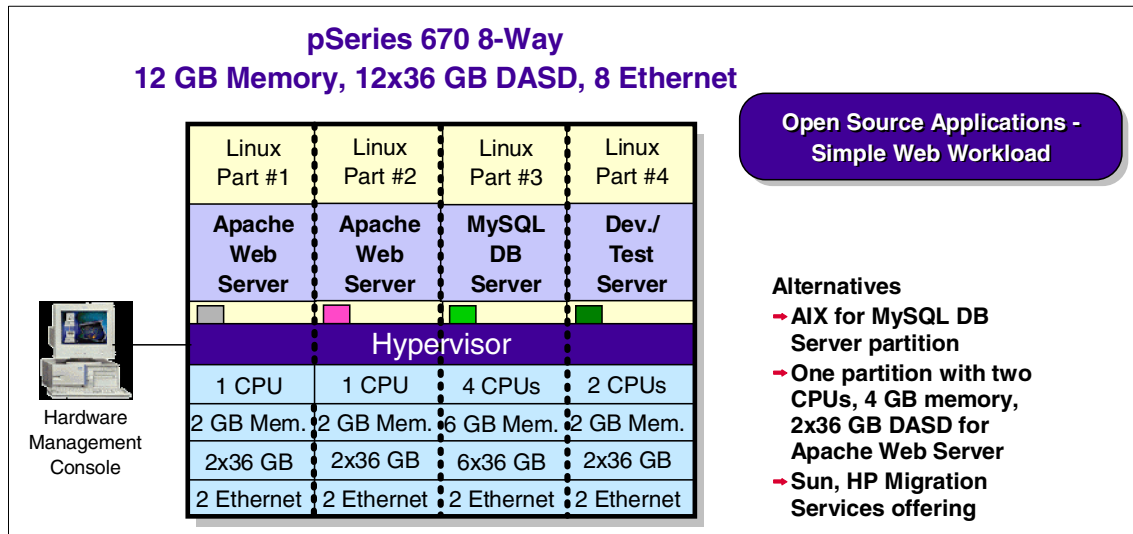 pSeries 670 8-Way
12 GB Memory, 12x36 GB DASD, 8 Ethernet
Open Source Applications -
Simple Web Workload
Linux
Part #1
Linux
Part #2
Linux
Part #3
Linux
Part #4
Apache
Web
Server
Apache
Web
Server
MySQL
DB
Server
Dev./
Test
Server
Hypervisor
1 CPU
1 CPU
4 CPUs
2 CPUs
2 GB Mem.
2 GB Mem.
6 GB Mem.
2 GB Mem.
2x36 GB
2x36 GB
6x36 GB
2x36 GB
2 Ethernet
2 Ethernet
2 Ethernet
2 Ethernet
Hardware
Management
Console
Alternatives
AIX for MySQL DB
Server partition
One partition with two
CPUs, 4 GB memory,
2x36 GB DASD for
Apache Web Server
Sun, HP Migration
Services offering